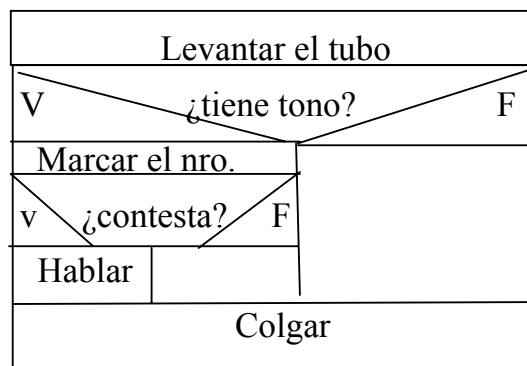 Levantar el tubo
V ¿tiene tono? F
Marcar el nro.
v ¿contesta? F
Hablar
Colgar